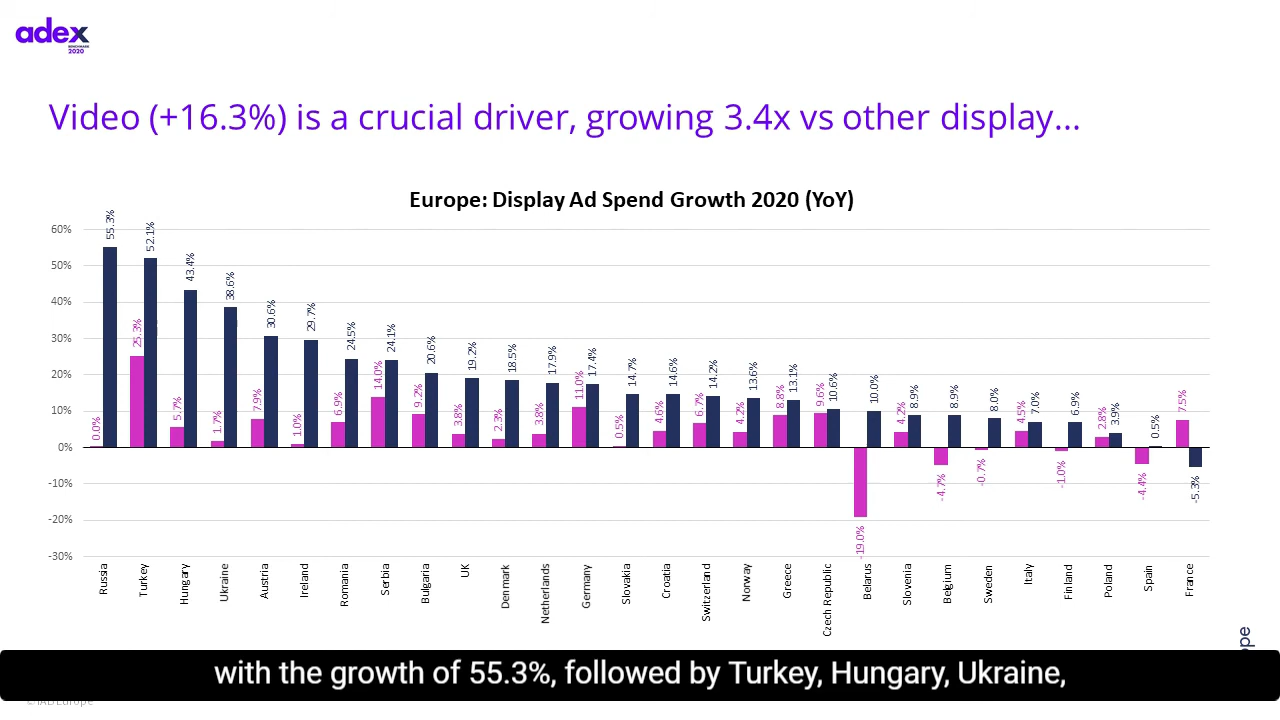 adex
BENCHMARK
2020
Video (+16.3%) is a crucial driver, growing 3.4x vs other display...
Europe: Display Ad Spend Growth 2020 (YoY)
60%
50%
40%
30%
20%
10%
0%
-10%
-20%
-30%
0.0% 55.3% 25.3% 52.1% 5.7% 43.4% 1.7% 38.6% 7.9% 30.6% 1.0% 29.7% 6.9% 24.5% 14.0% 24.1% 9.2% 20.6% 3.8% 19.2% 2.3% 18.5% 3.8% 17.9% 11.0% 17.4% 0.5% 14.7% 4.6% 14.6% 6.7% 14.2% 4.2% 13.6% 8.8% 13.1% 9.6% 10.6% -19.0% 10.0% 4.2% 8.9% -4.7% 8.9% -0.7% 8.0% 4.5% 7.0% -1.0% 6.9% 2.8% 3.9% -4.4% 0.5% 7.5% -5.3%
Russia Turkey Hungary Ukraine Austria Ireland Romania Serbia Bulgaria UK Denmark Netherlands Germany Slovakia Croatia Switzerland Norway Greece Czech Republic Belarus Slovenia Belgium Sweden Italy Finland Poland Spain France
with the growth of 55.3%, followed by Turkey, Hungary, Ukraine,
© IAB Europe